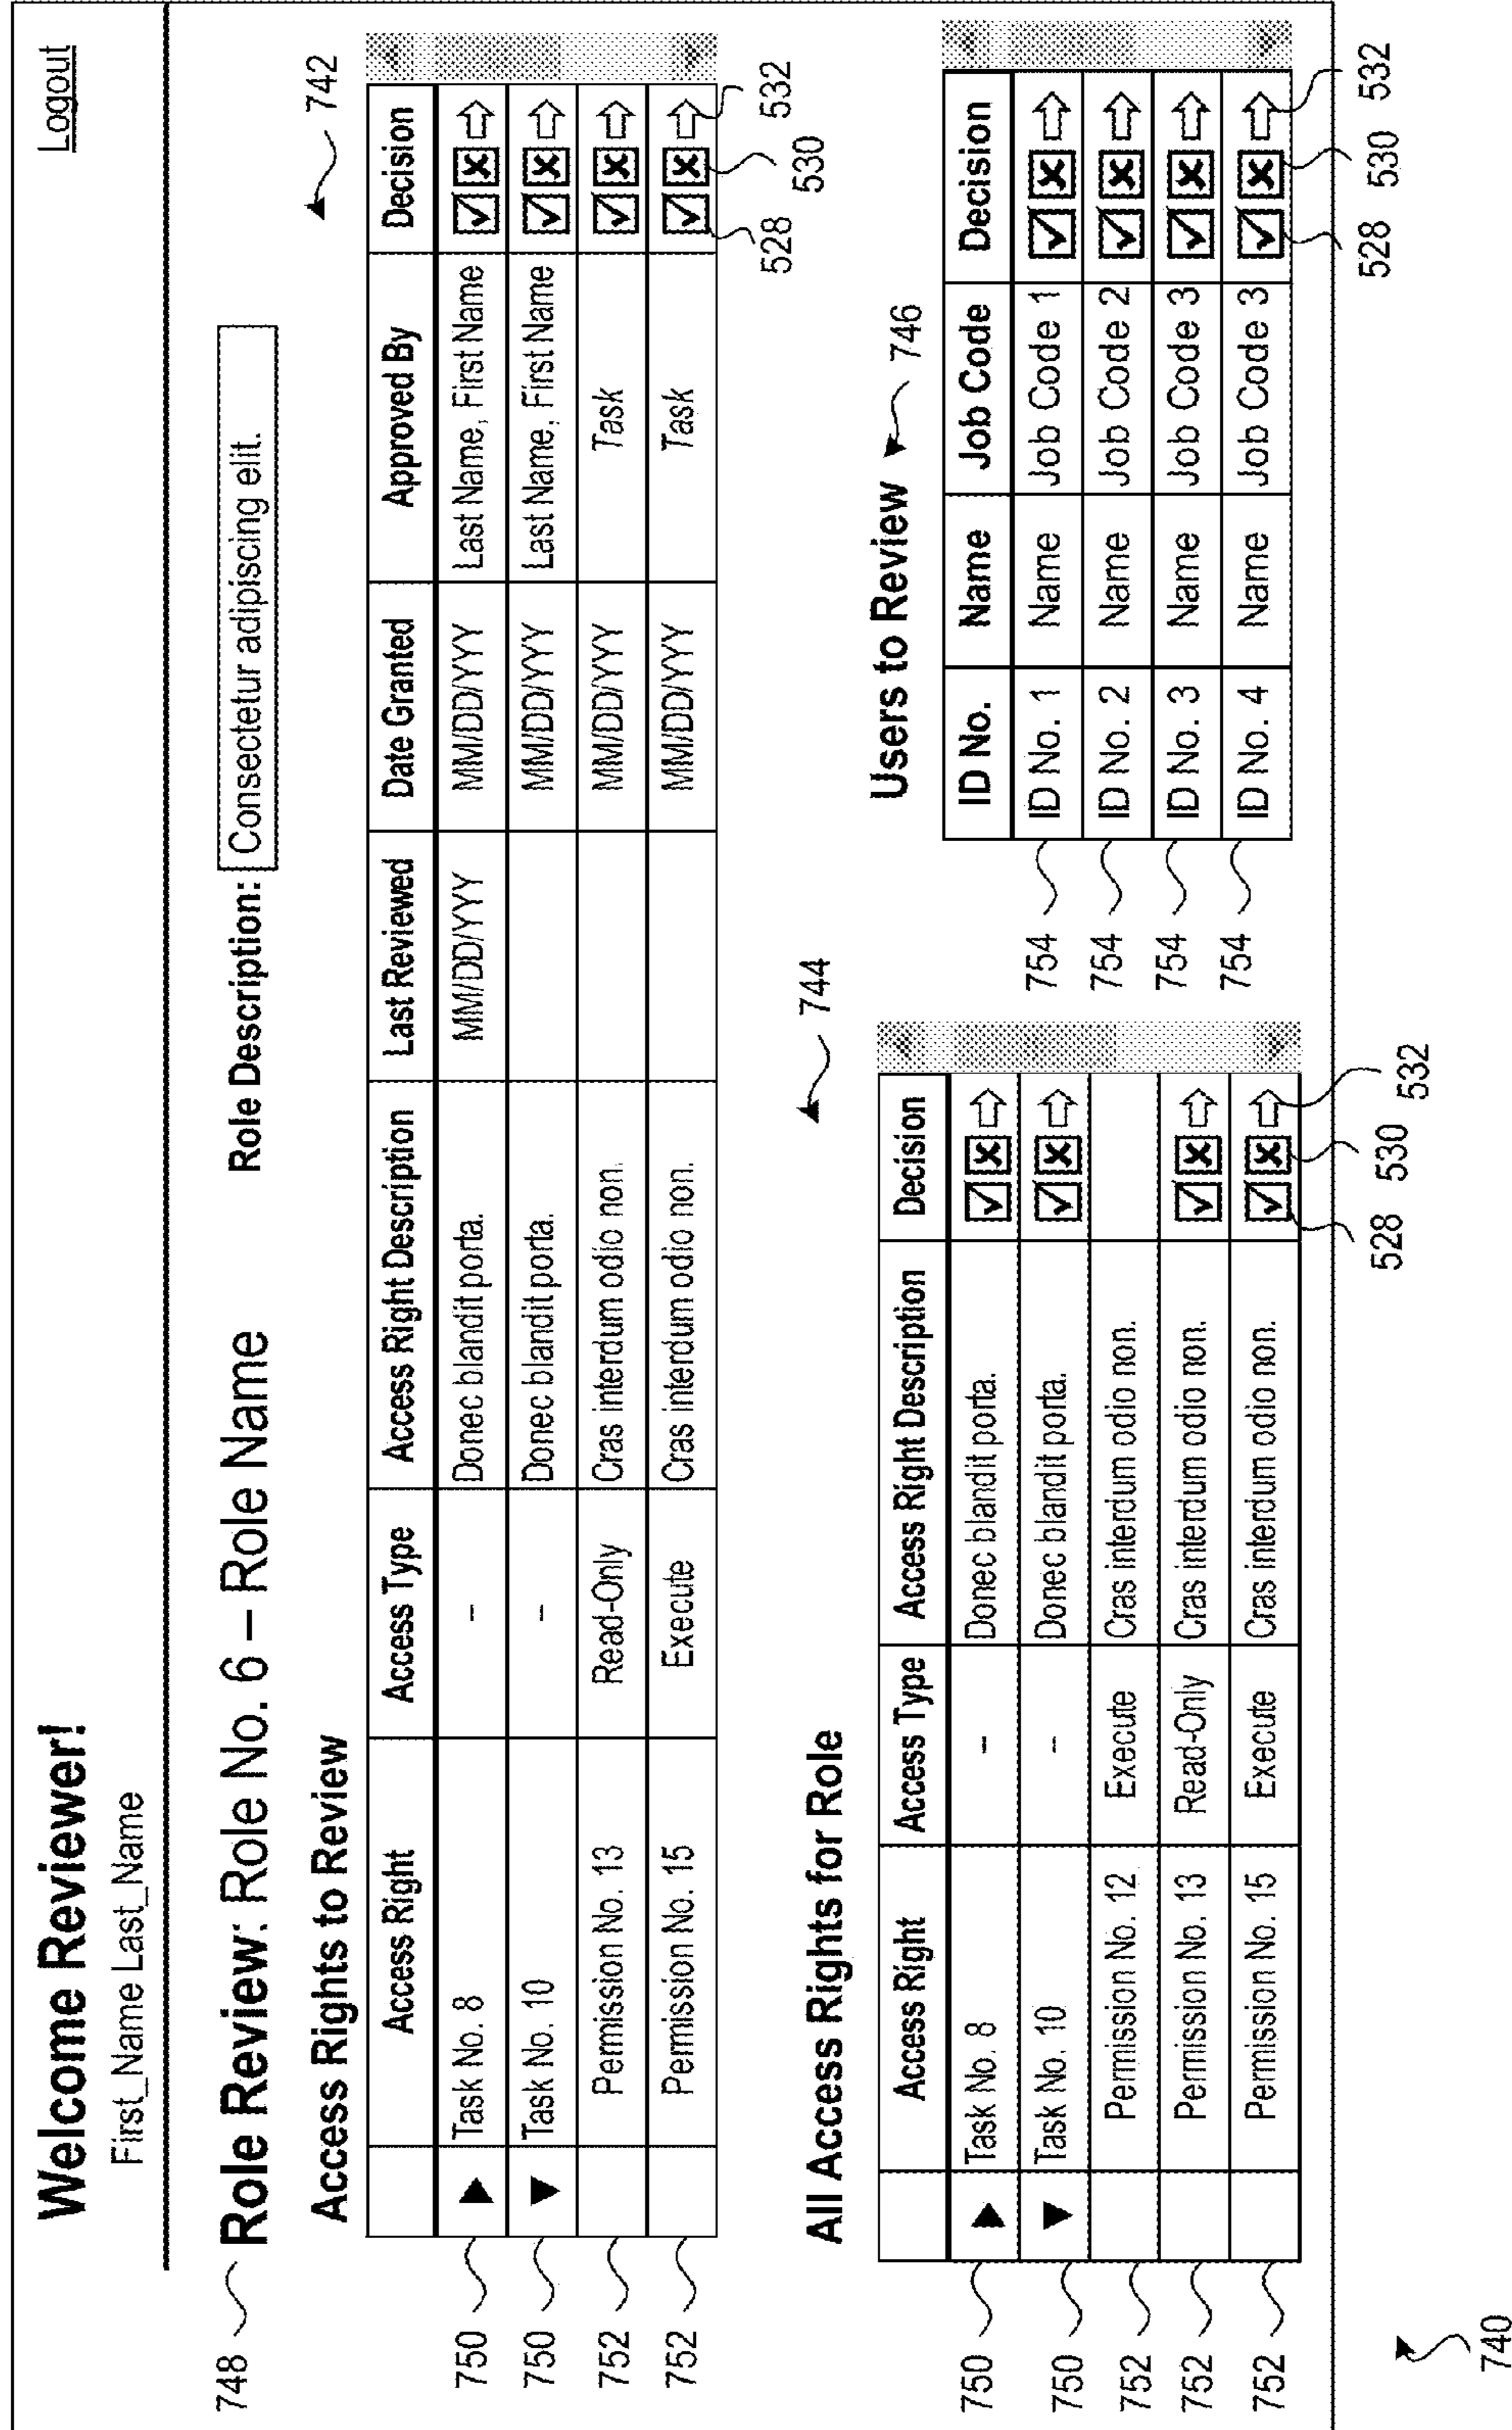 Welcome Reviewer!
Logout
First_Name Last_Name
748
Role Review: Role No. 6 – Role Name
Role Description: Consectetur adipiscing elit.
Access Rights to Review
742
Access Right Access Type Access Right Description Last Reviewed Date Granted Approved By Decision
750 Task No. 8 – Donec blandit porta. MM/DD/YYY MM/DD/YYY Last Name, First Name
750 Task No. 10 – Donec blandit porta. MM/DD/YYY Last Name, First Name
752 Permission No. 13 Read-Only Cras interdum odio non. MM/DD/YYY Task
752 Permission No. 15 Execute Cras interdum odio non. MM/DD/YYY Task
528 530 532
All Access Rights for Role
744
Access Right Access Type Access Right Description Decision
750 Task No. 8 – Donec blandit porta.
750 Task No. 10 – Donec blandit porta.
752 Permission No. 12 Execute Cras interdum odio non.
752 Permission No. 13 Read-Only Cras interdum odio non.
752 Permission No. 15 Execute Cras interdum odio non.
528 530 532
Users to Review
746
ID No. Name Job Code Decision
754 ID No. 1 Name Job Code 1
754 ID No. 2 Name Job Code 2
754 ID No. 3 Name Job Code 3
754 ID No. 4 Name Job Code 3
528 530 532
740